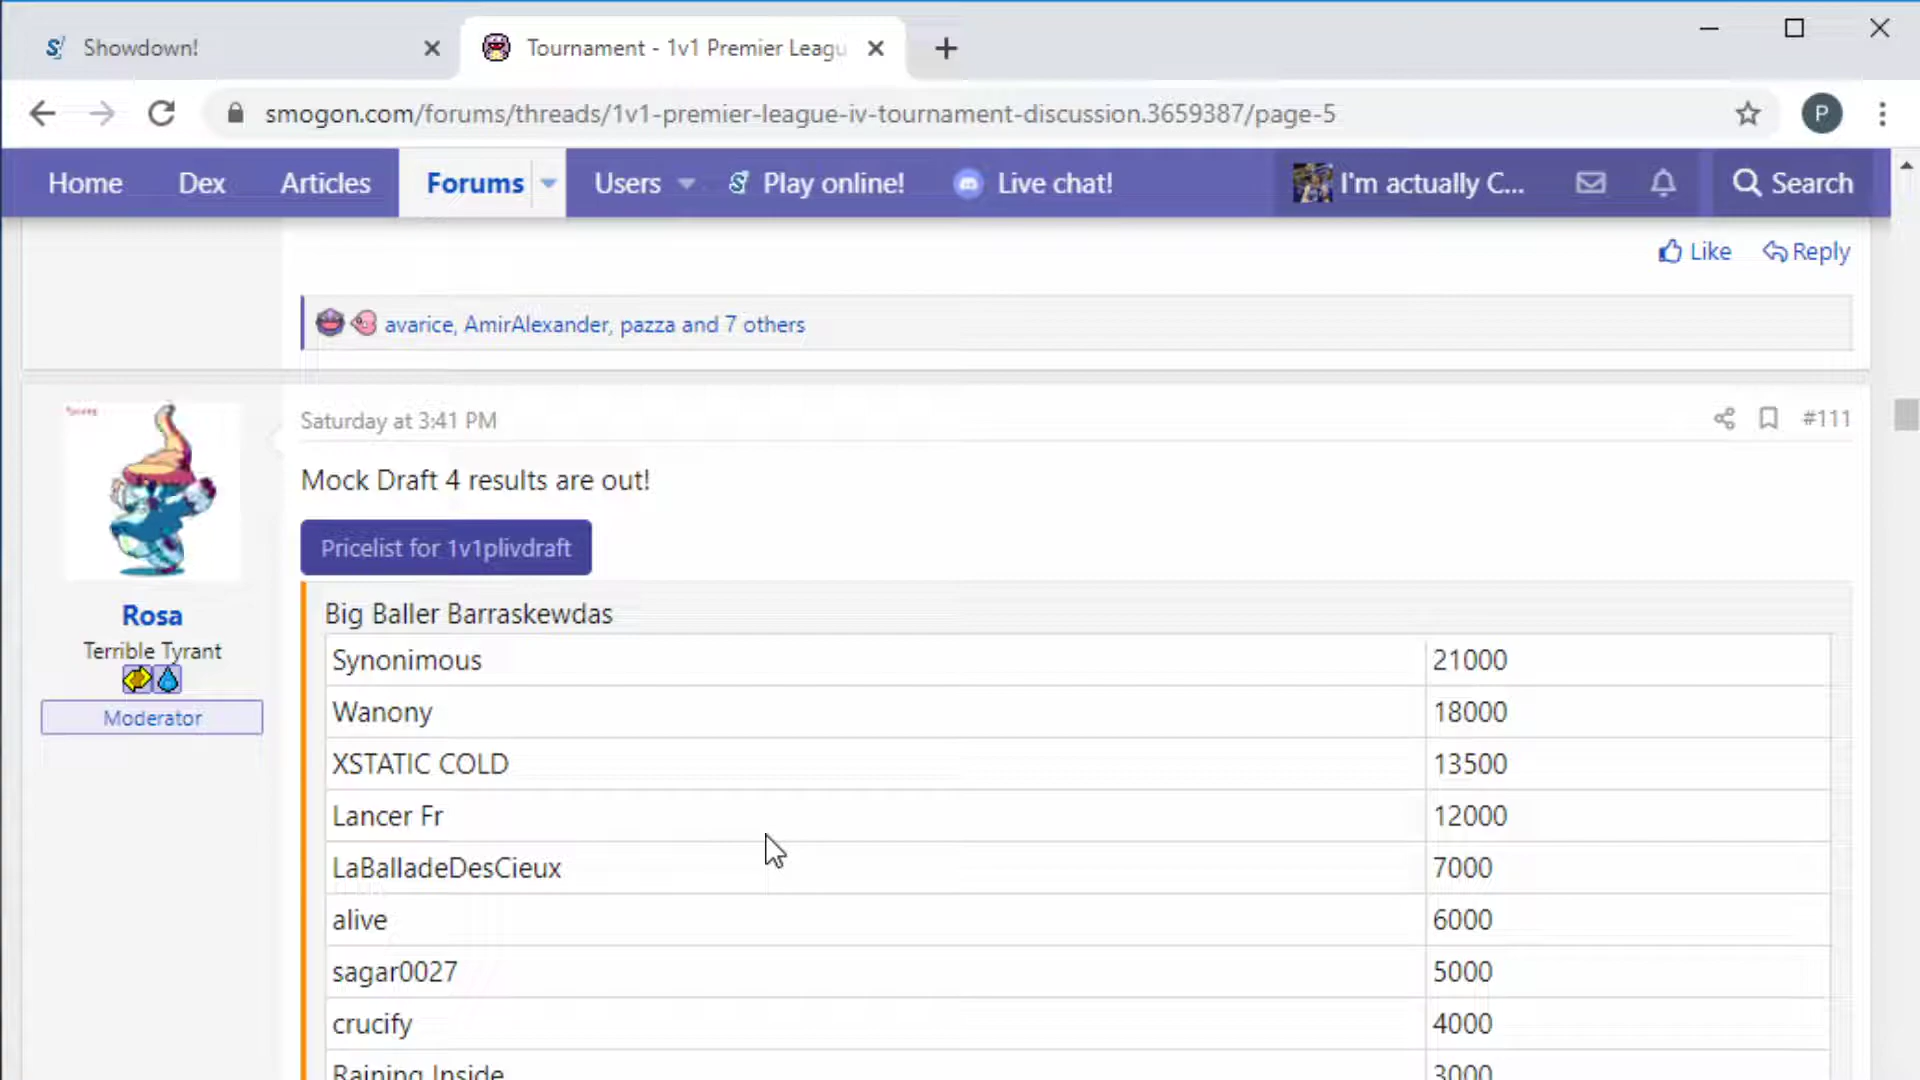 Showdown!
Tournament - 1v1 Premier Leagu
smogon.com/forums/threads/1v1-premier-league-iv-tournament-discussion.3659387/page-5
P
Home Dex Articles Forums Users Play online! Live chat! I'm actually C... Search
Like Reply
avarice, AmirAlexander, pazza and 7 others
Saturday at 3:41 PM #111
Mock Draft 4 results are out!
Pricelist for 1v1plivdraft
Rosa
Terrible Tyrant
Moderator
Big Baller Barraskewdas
Synonimous 21000
Wanony 18000
XSTATIC COLD 13500
Lancer Fr 12000
LaBalladeDesCieux 7000
alive 6000
sagar0027 5000
crucify 4000
Raining Inside 3000